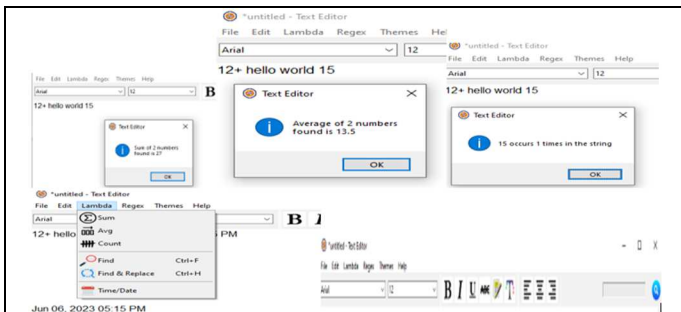 *untitled - Text Editor
File Edit Lambda Regex Themes Hel
Arial 12
12+ hello world 15
Text Editor
Average of 2 numbers
found is 13.5
OK
*untitled - Text Editor
File Edit Lambda Regex Themes Help
Arial 12
12+ hello world 15
Text Editor
15 occurs 1 times in the string
OK
File Edit Lambda Regex Themes Help
Arial 12 B
12+ hello world 15
Text Editor
Sum of 2 numbers
found is 27
OK
*untitled - Text Editor
File Edit Lambda Regex Themes Help
Arial B I
12+ hello PM
Sum
Avg
Count
Find Ctrl+F
Find & Replace Ctrl+H
Time/Date
Jun 06, 2023 05:15 PM
*untitled - Text Editor
File Edit Lambda Regex Themes Help
Arial 12 B I U ABC T